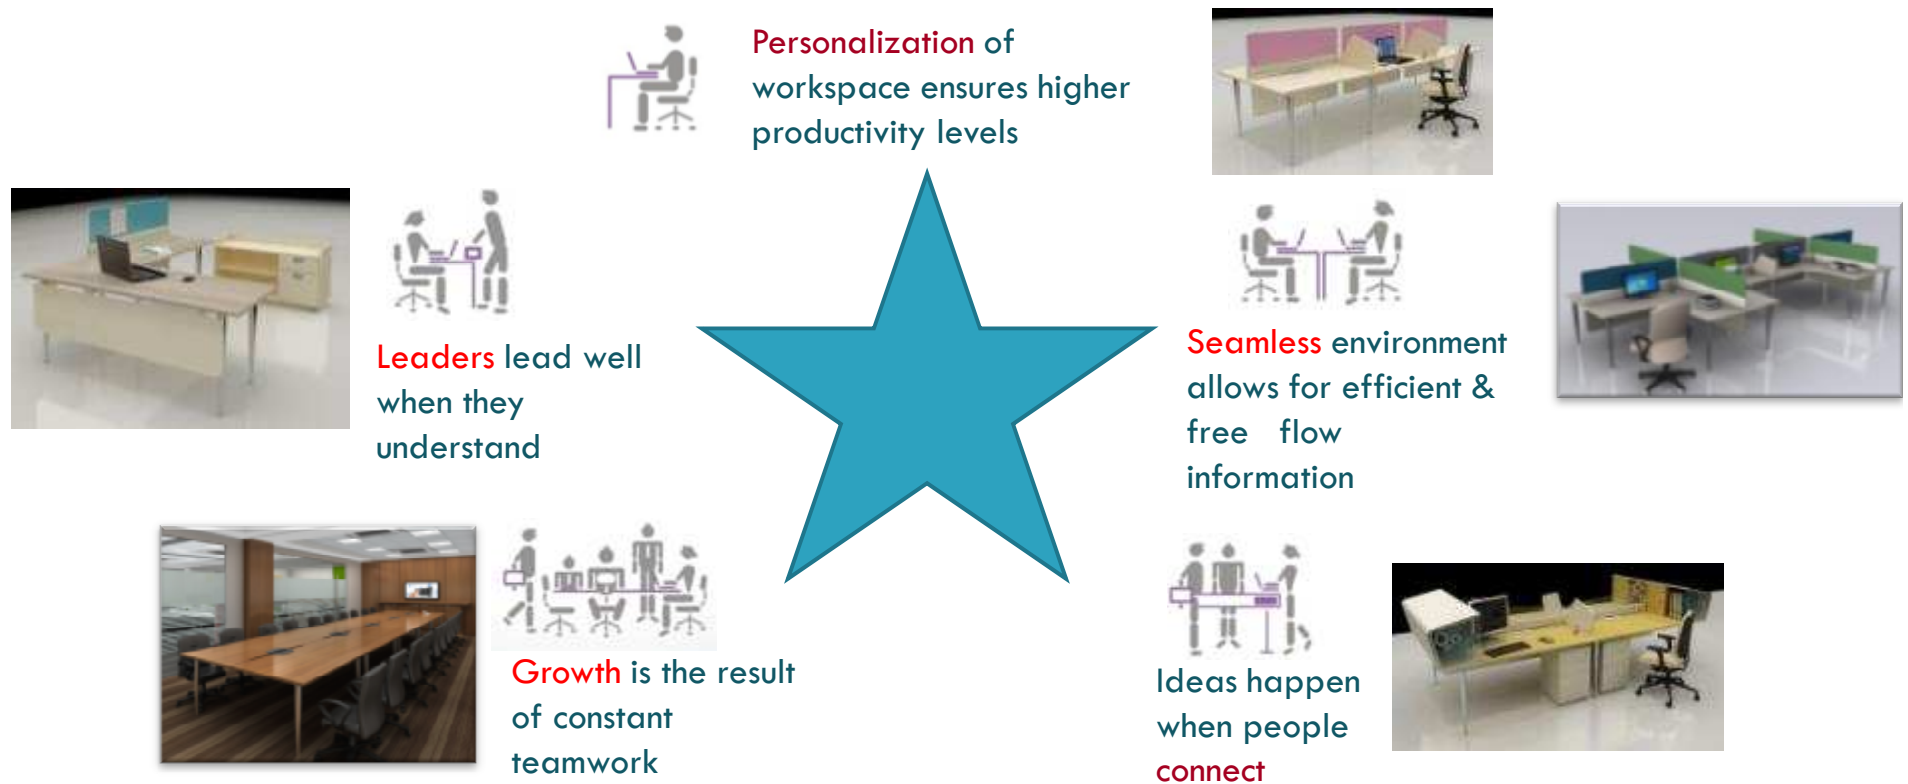 Personalization of
workspace ensures higher
productivity levels
Leaders lead well
when they
understand
Seamless environment
allows for efficient &
free flow
information
Growth is the result
of constant
teamwork
Ideas happen
when people
connect